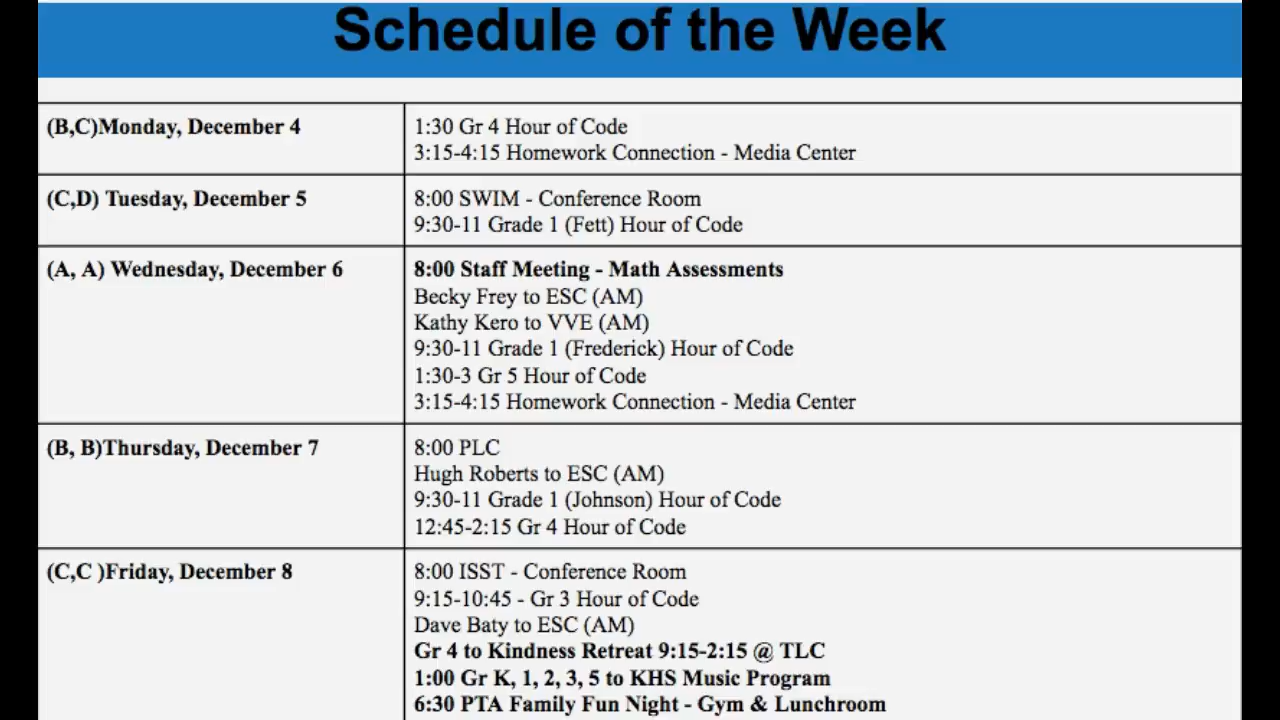 Schedule of the Week
(B,C)Monday, December 4
1:30 Gr 4 Hour of Code
3:15-4:15 Homework Connection - Media Center
(C,D) Tuesday, December 5
8:00 SWIM - Conference Room
9:30-11 Grade 1 (Fett) Hour of Code
(A, A) Wednesday, December 6
8:00 Staff Meeting - Math Assessments
Becky Frey to ESC (AM)
Kathy Kero to VVE (AM)
9:30-11 Grade 1 (Frederick) Hour of Code
1:30-3 Gr 5 Hour of Code
3:15-4:15 Homework Connection - Media Center
(B, B)Thursday, December 7
8:00 PLC
Hugh Roberts to ESC (AM)
9:30-11 Grade 1 (Johnson) Hour of Code
12:45-2:15 Gr 4 Hour of Code
(C,C )Friday, December 8
8:00 ISST - Conference Room
9:15-10:45 - Gr 3 Hour of Code
Dave Baty to ESC (AM)
Gr 4 to Kindness Retreat 9:15-2:15 @ TLC
1:00 Gr K, 1, 2, 3, 5 to KHS Music Program
6:30 PTA Family Fun Night - Gym & Lunchroom